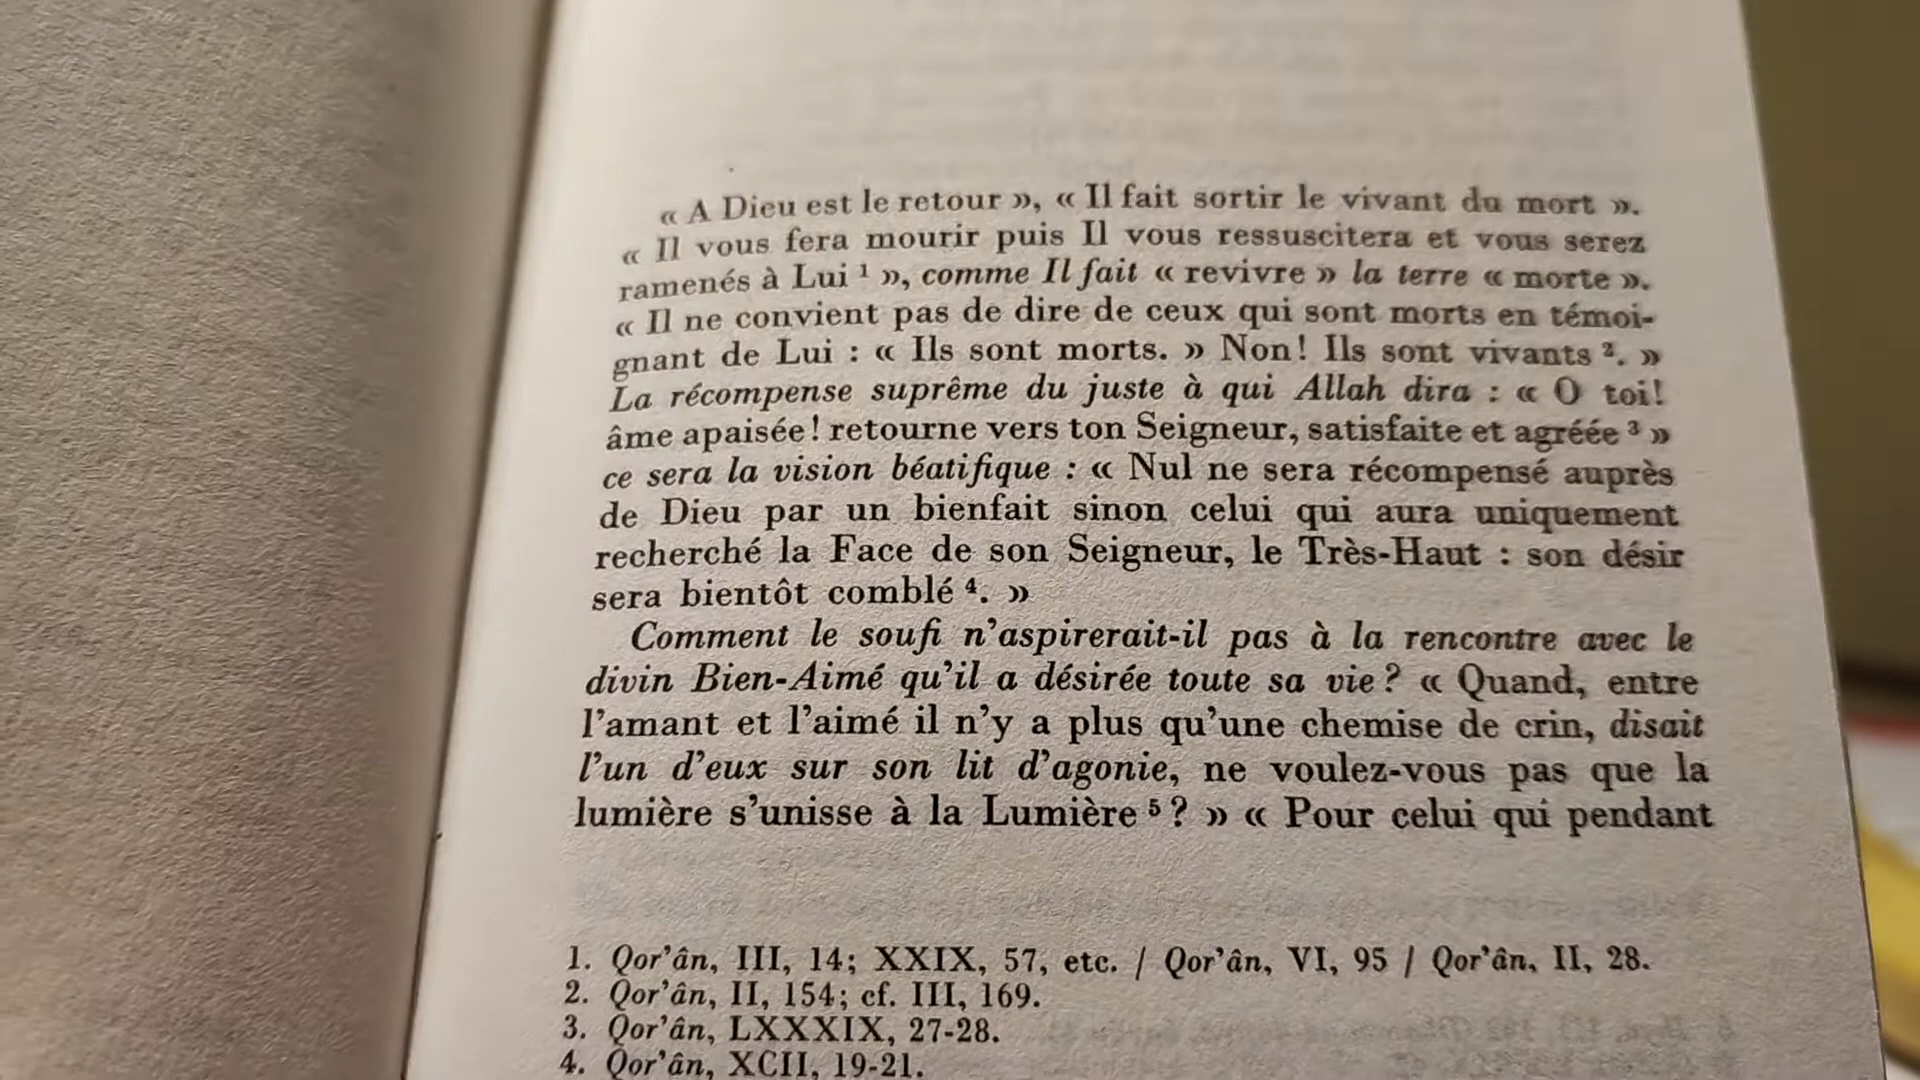 « A Dieu est le retour », « Il fait sortir le vivant du mort ».
« Il vous fera mourir puis Il vous ressuscitera et vous serez
ramenés à Lui ¹ », comme Il fait « revivre » la terre « morte ».
« Il ne convient pas de dire de ceux qui sont morts en témoi-
gnant de Lui : « Ils sont morts. » Non! Ils sont vivants ². »
La récompense suprême du juste à qui Allah dira : « O toi!
âme apaisée! retourne vers ton Seigneur, satisfaite et agréée ³ »
ce sera la vision béatifique : « Nul ne sera récompensé auprès
de Dieu par un bienfait sinon celui qui aura uniquement
recherché la Face de son Seigneur, le Très-Haut : son désir
sera bientôt comblé ⁴. »
Comment le soufi n'aspirerait-il pas à la rencontre avec le
divin Bien-Aimé qu'il a désirée toute sa vie? « Quand, entre
l'amant et l'aimé il n'y a plus qu'une chemise de crin, disait
l'un d'eux sur son lit d'agonie, ne voulez-vous pas que la
lumière s'unisse à la Lumière ⁵? » « Pour celui qui pendant
1. Qor'ân, III, 14; XXIX, 57, etc. / Qor'ân, VI, 95 / Qor'ân, II, 28.
2. Qor'ân, II, 154; cf. III, 169.
3. Qor'ân, LXXXIX, 27-28.
4. Qor'ân, XCII, 19-21.